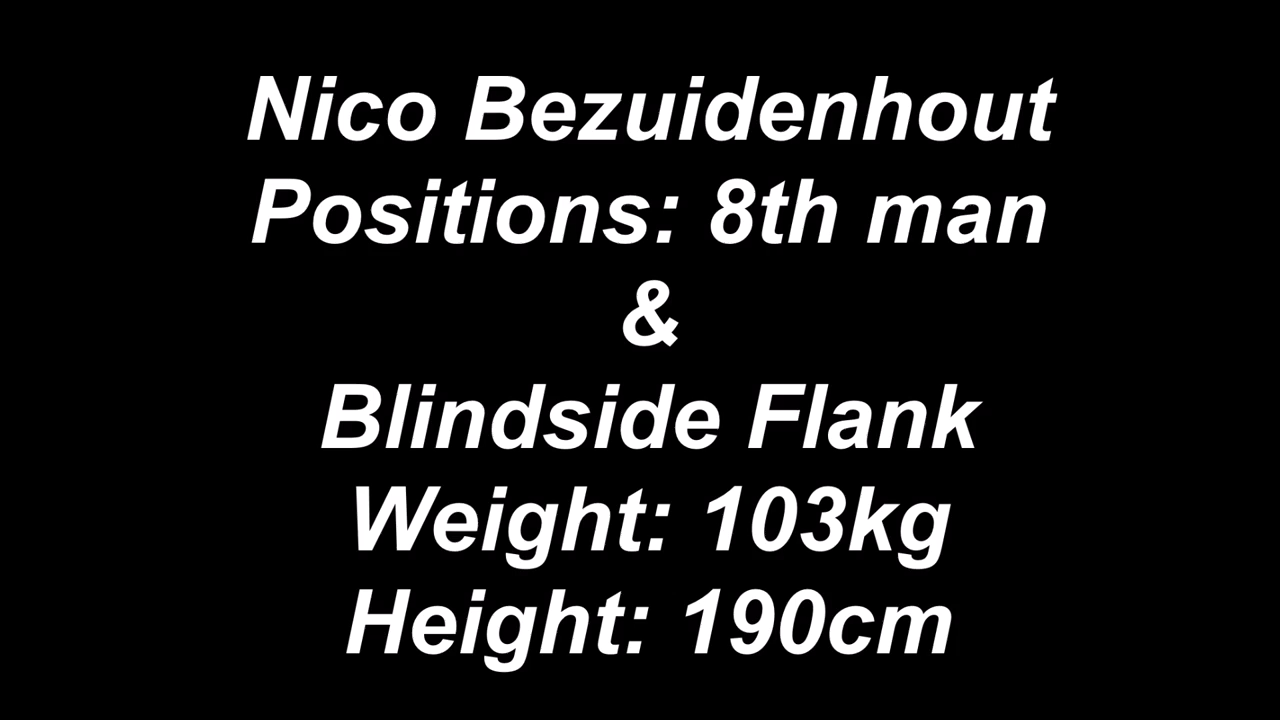 Nico Bezuidenhout
Positions: 8th man
&
Blindside Flank
Weight: 103kg
Height: 190cm